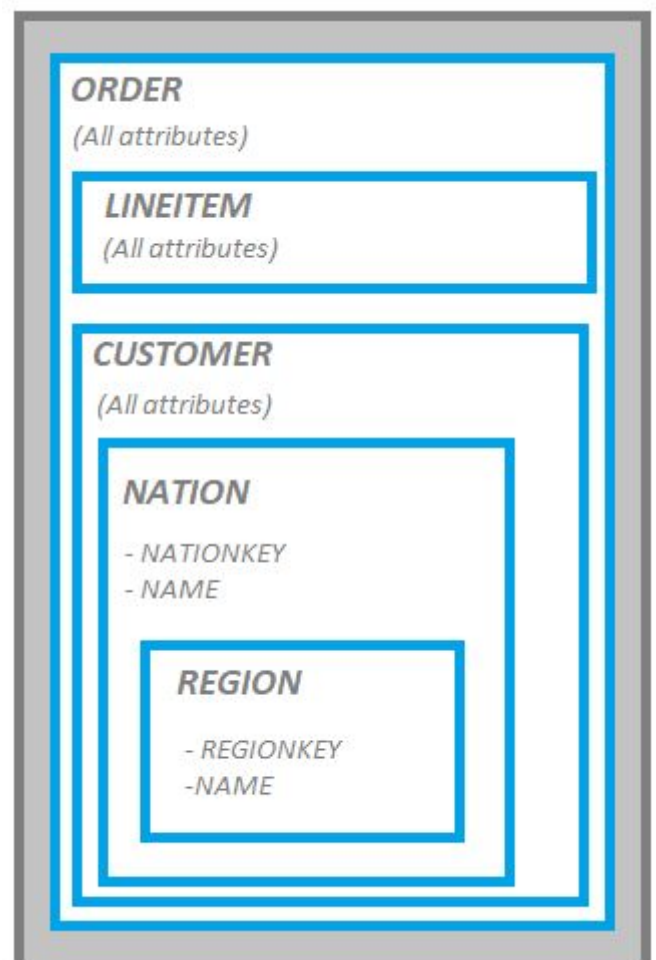 ORDER
(All attributes)
LINEITEM
(All attributes)
CUSTOMER
(All attributes)
NATION
- NATIONKEY
- NAME
REGION
- REGIONKEY
-NAME